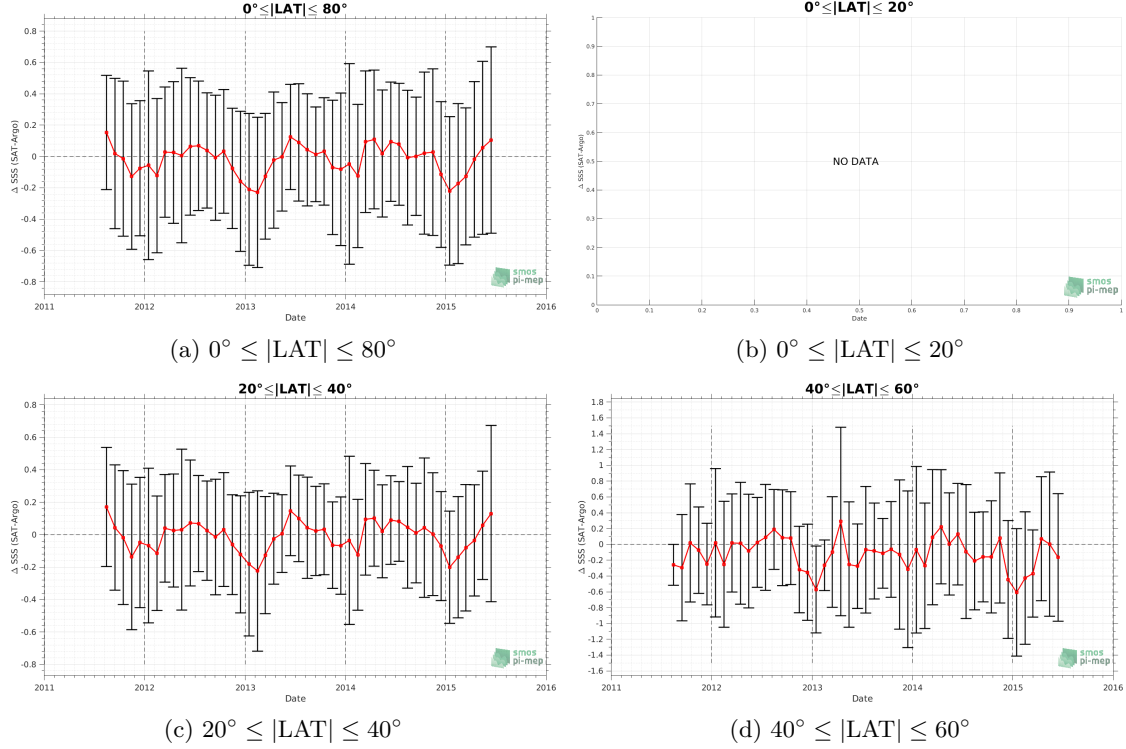 0°≤|LAT|≤ 80°
0.8
0.6
0.4
0.2
0
-0.2
-0.4
-0.6
-0.8
Δ SSS (SAT-Argo)
2011 2012 2013 2014 2015 2016
Date
smos
pi-mep
(a) 0° ≤ |LAT| ≤ 80°
0°≤|LAT|≤ 20°
1
0.9
0.8
0.7
0.6
0.5
0.4
0.3
0.2
0.1
0
Δ SSS (SAT-Argo)
NO DATA
0 0.1 0.2 0.3 0.4 0.5 0.6 0.7 0.8 0.9 1
Date
smos
pi-mep
(b) 0° ≤ |LAT| ≤ 20°
20°≤|LAT|≤ 40°
0.8
0.6
0.4
0.2
0
-0.2
-0.4
-0.6
-0.8
Δ SSS (SAT-Argo)
2011 2012 2013 2014 2015 2016
Date
smos
pi-mep
(c) 20° ≤ |LAT| ≤ 40°
40°≤|LAT|≤ 60°
1.8
1.6
1.4
1.2
1
0.8
0.6
0.4
0.2
0
-0.2
-0.4
-0.6
-0.8
-1
-1.2
-1.4
-1.6
Δ SSS (SAT-Argo)
2011 2012 2013 2014 2015 2016
Date
smos
pi-mep
(d) 40° ≤ |LAT| ≤ 60°